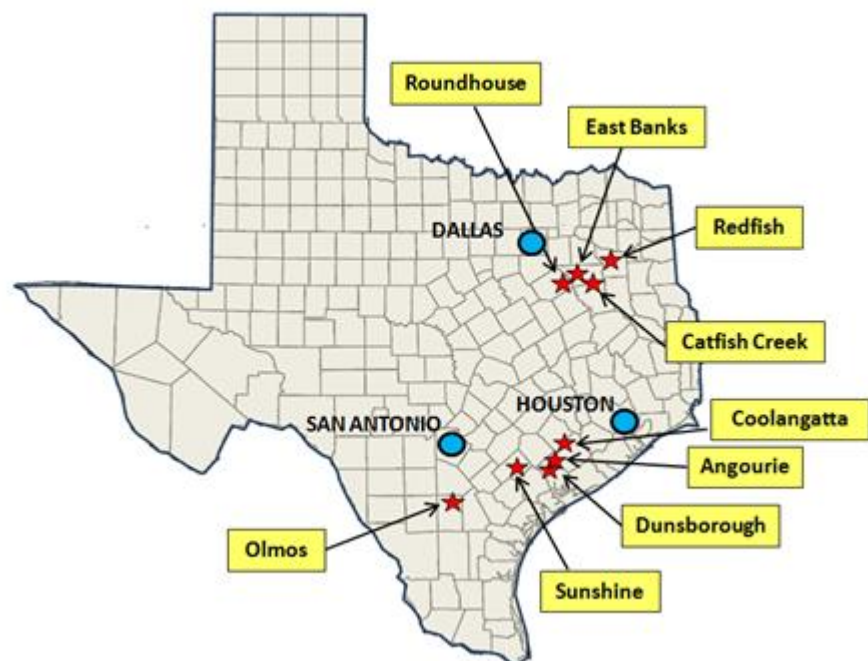 Roundhouse
East Banks
DALLAS
Redfish
Catfish Creek
HOUSTON
SAN ANTONIO
Coolangatta
Angourie
Dunsborough
Olmos
Sunshine